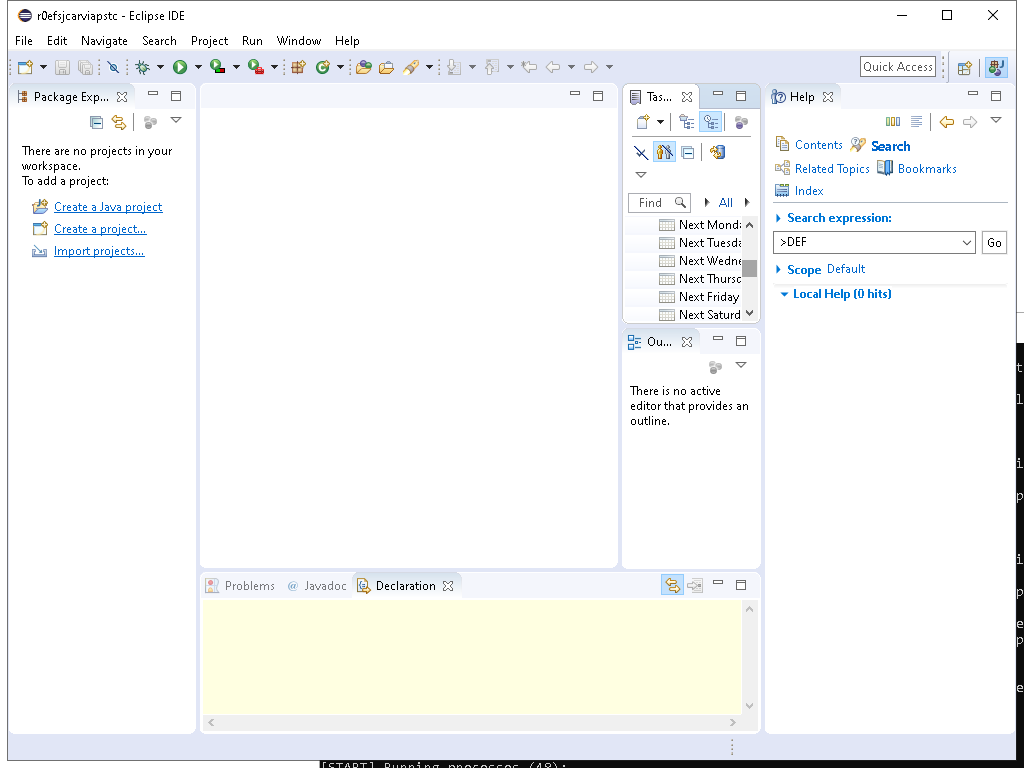 r0efsjcarviapstc - Eclipse IDE
File Edit Navigate Search Project Run Window Help
Quick Access
Package Exp...
There are no projects in your
workspace.
To add a project:
Create a Java project
Create a project...
Import projects...
Tas...
Find
All
Next Mond
Next Tuesda
Next Wedne
Next Thursd
Next Friday
Next Saturd
Ou...
There is no active
editor that provides an
outline.
Help
Contents Search
Related Topics Bookmarks
Index
Search expression:
>DEF Go
Scope Default
Local Help (0 hits)
Problems @ Javadoc Declaration
[START] Running processes (48):